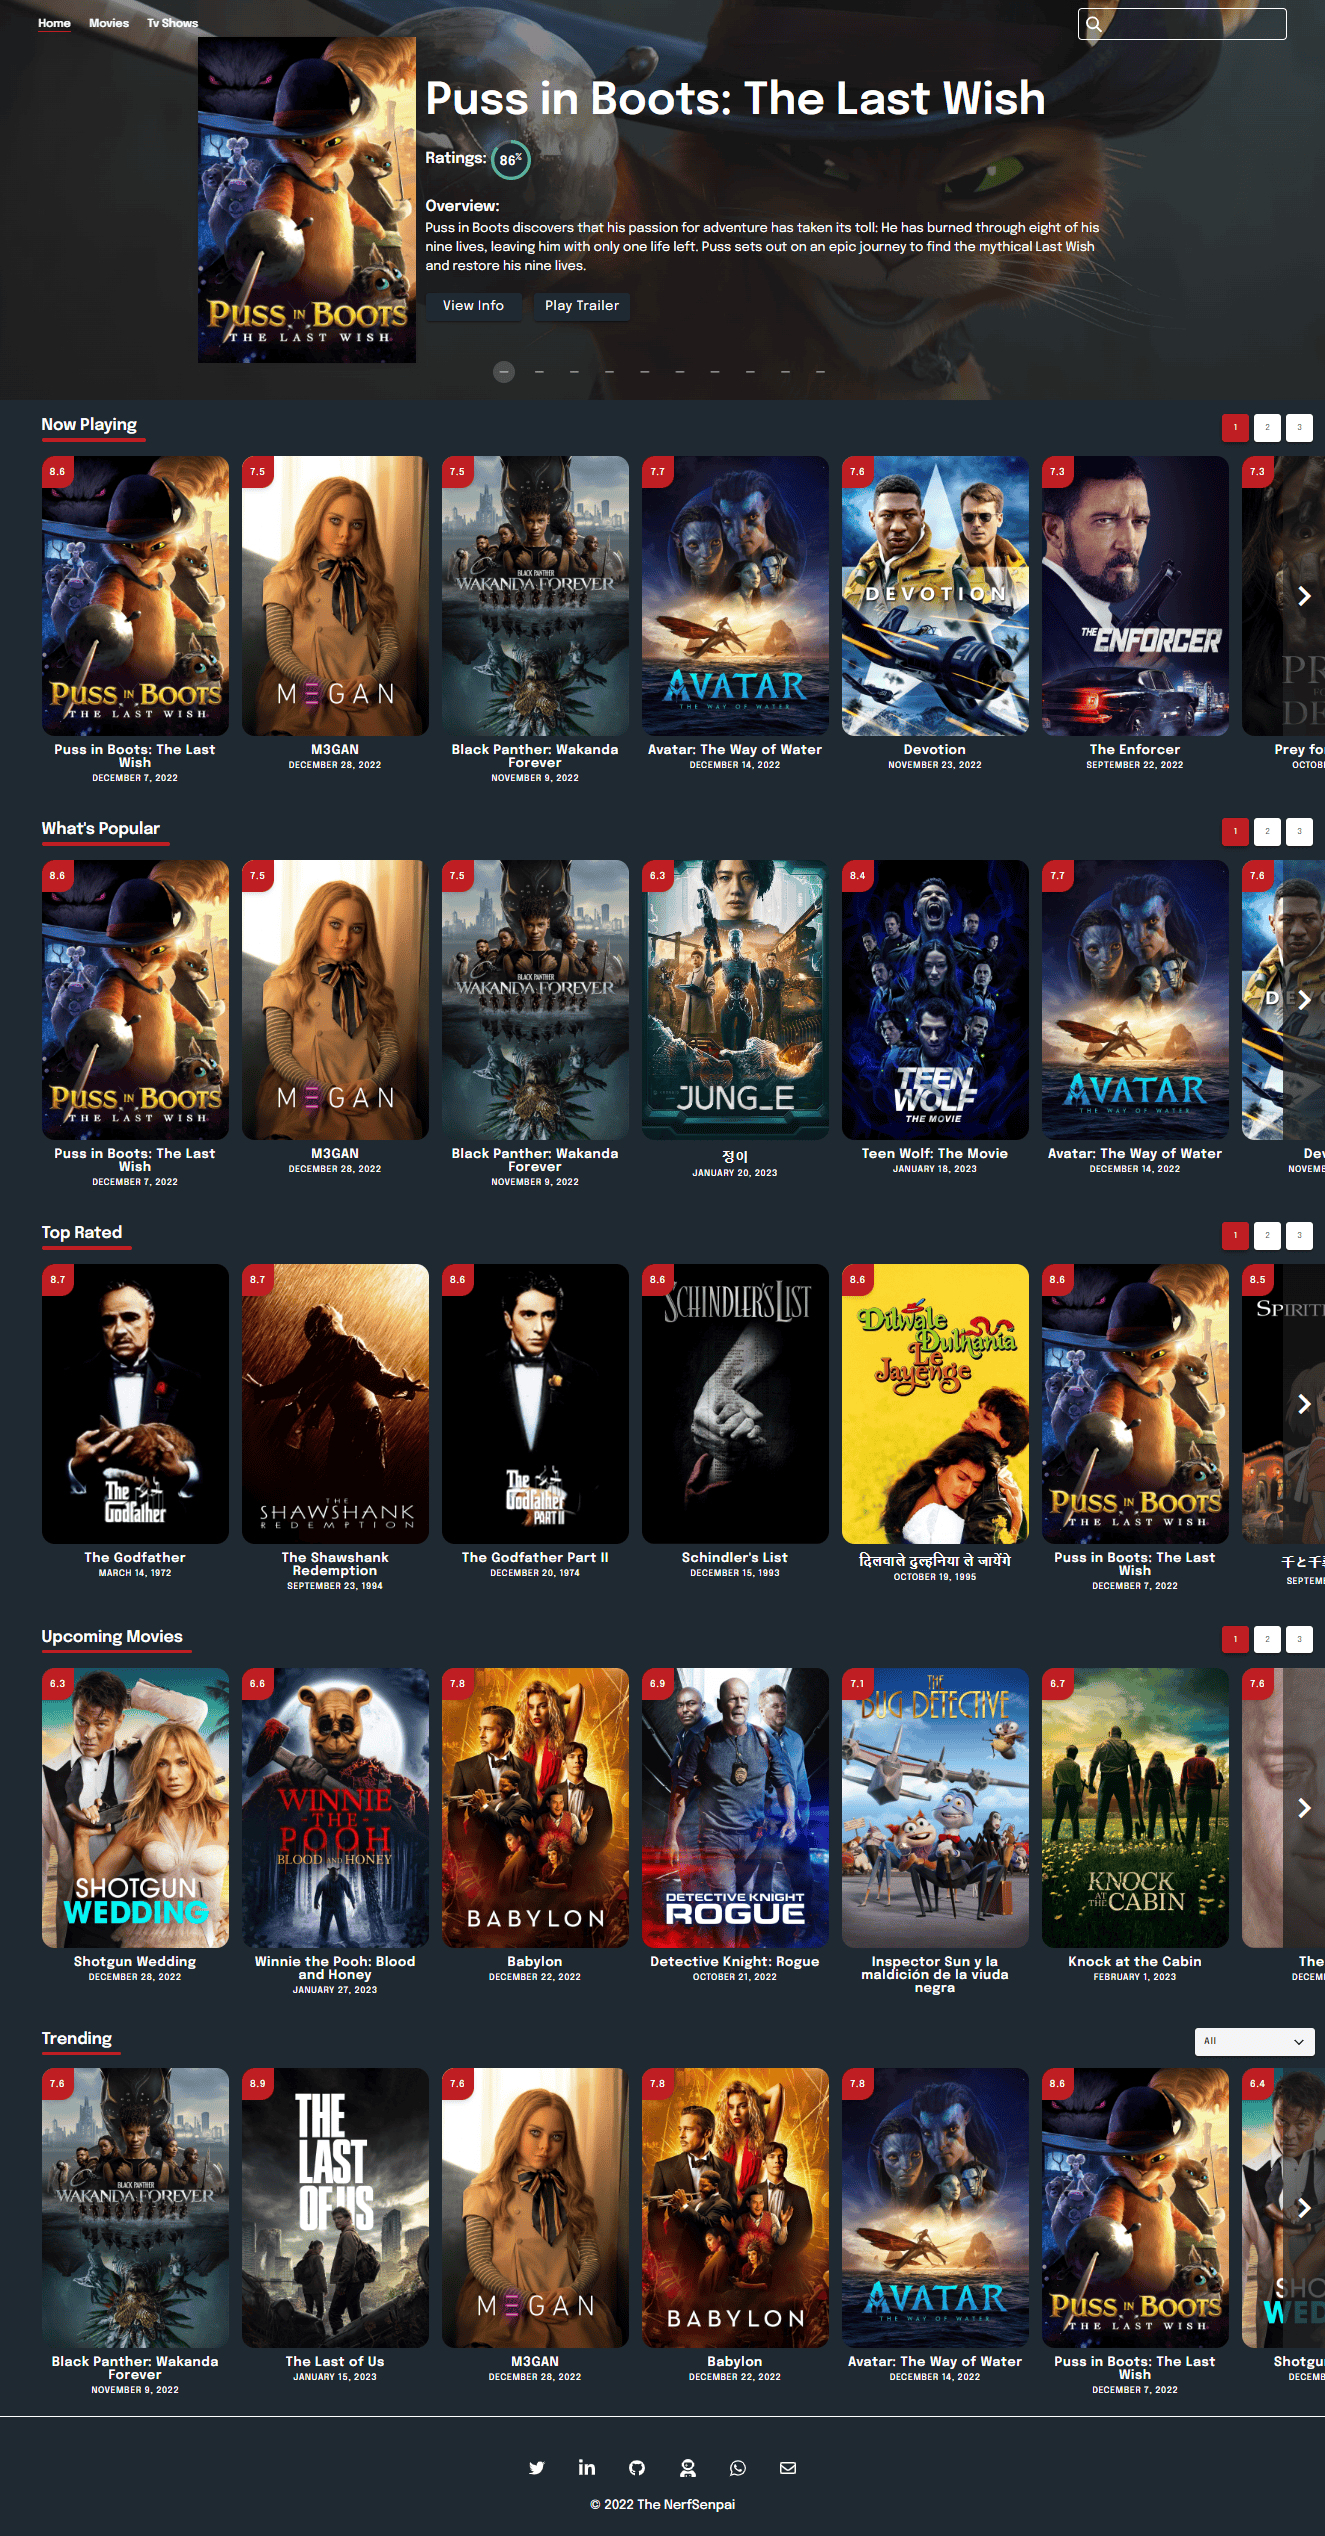 Home Movies Tv Shows
Puss in Boots: The Last Wish
Ratings: 86%
Overview:
Puss in Boots discovers that his passion for adventure has taken its toll: He has burned through eight of his
nine lives, leaving him with only one life left. Puss sets out on an epic journey to find the mythical Last Wish
and restore his nine lives.
View Info Play Trailer
PUSS IN BOOTS
THE LAST WISH
Now Playing
1 2 3
8.6 7.5 7.5 7.7 7.6 7.3 7.3
PUSS IN BOOTS
THE LAST WISH
M3GAN
BLACK PANTHER
WAKANDA FOREVER
AVATAR
THE WAY OF WATER
DEVOTION
THE ENFORCER
Puss in Boots: The Last
Wish
DECEMBER 7, 2022
M3GAN
DECEMBER 28, 2022
Black Panther: Wakanda
Forever
NOVEMBER 9, 2022
Avatar: The Way of Water
DECEMBER 14, 2022
Devotion
NOVEMBER 23, 2022
The Enforcer
SEPTEMBER 22, 2022
Prey fo
OCTOB
What's Popular
1 2 3
8.6 7.5 7.5 6.3 8.4 7.7 7.6
PUSS IN BOOTS
THE LAST WISH
M3GAN
BLACK PANTHER
WAKANDA FOREVER
JUNG_E
TEEN
WOLF
THE MOVIE
AVATAR
THE WAY OF WATER
Puss in Boots: The Last
Wish
DECEMBER 7, 2022
M3GAN
DECEMBER 28, 2022
Black Panther: Wakanda
Forever
NOVEMBER 9, 2022
정이
JANUARY 20, 2023
Teen Wolf: The Movie
JANUARY 18, 2023
Avatar: The Way of Water
DECEMBER 14, 2022
Dev
NOVEM
Top Rated
1 2 3
8.7 8.7 8.6 8.6 8.6 8.6 8.5
The
Godfather
THE
SHAWSHANK
REDEMPTION
The
Godfather
PART II
SCHINDLER'S LIST
Dilwale
Dulhania
Le
Jayenge
PUSS IN BOOTS
THE LAST WISH
SPIRIT
The Godfather
MARCH 14, 1972
The Shawshank
Redemption
SEPTEMBER 23, 1994
The Godfather Part II
DECEMBER 20, 1974
Schindler's List
DECEMBER 15, 1993
दिलवाले दुल्हनिया ले जायेंगे
OCTOBER 19, 1995
Puss in Boots: The Last
Wish
DECEMBER 7, 2022
千と千
SEPTEM
Upcoming Movies
1 2 3
6.3 6.6 7.8 6.9 7.1 6.7 7.6
SHOTGUN
WEDDING
WINNIE
-THE-
POOH
BLOOD AND HONEY
BABYLON
DETECTIVE KNIGHT
ROGUE
THE
BUG DETECTIVE
KNOCK
AT THE CABIN
Shotgun Wedding
DECEMBER 28, 2022
Winnie the Pooh: Blood
and Honey
JANUARY 27, 2023
Babylon
DECEMBER 22, 2022
Detective Knight: Rogue
OCTOBER 21, 2022
Inspector Sun y la
maldición de la viuda
negra
Knock at the Cabin
FEBRUARY 1, 2023
The
DECEM
Trending
All
7.6 8.9 7.6 7.8 7.8 8.6 6.4
BLACK PANTHER
WAKANDA FOREVER
THE
LAST
OF US
M3GAN
BABYLON
AVATAR
THE WAY OF WATER
PUSS IN BOOTS
THE LAST WISH
SHO
WED
Black Panther: Wakanda
Forever
NOVEMBER 9, 2022
The Last of Us
JANUARY 15, 2023
M3GAN
DECEMBER 28, 2022
Babylon
DECEMBER 22, 2022
Avatar: The Way of Water
DECEMBER 14, 2022
Puss in Boots: The Last
Wish
DECEMBER 7, 2022
Shotgu
DECEMB
© 2022 The NerfSenpai